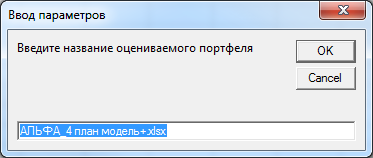 Ввод параметров
Введите название оцениваемого портфеля
OK
Cancel
АЛЬФА_4 план модель+.xlsx